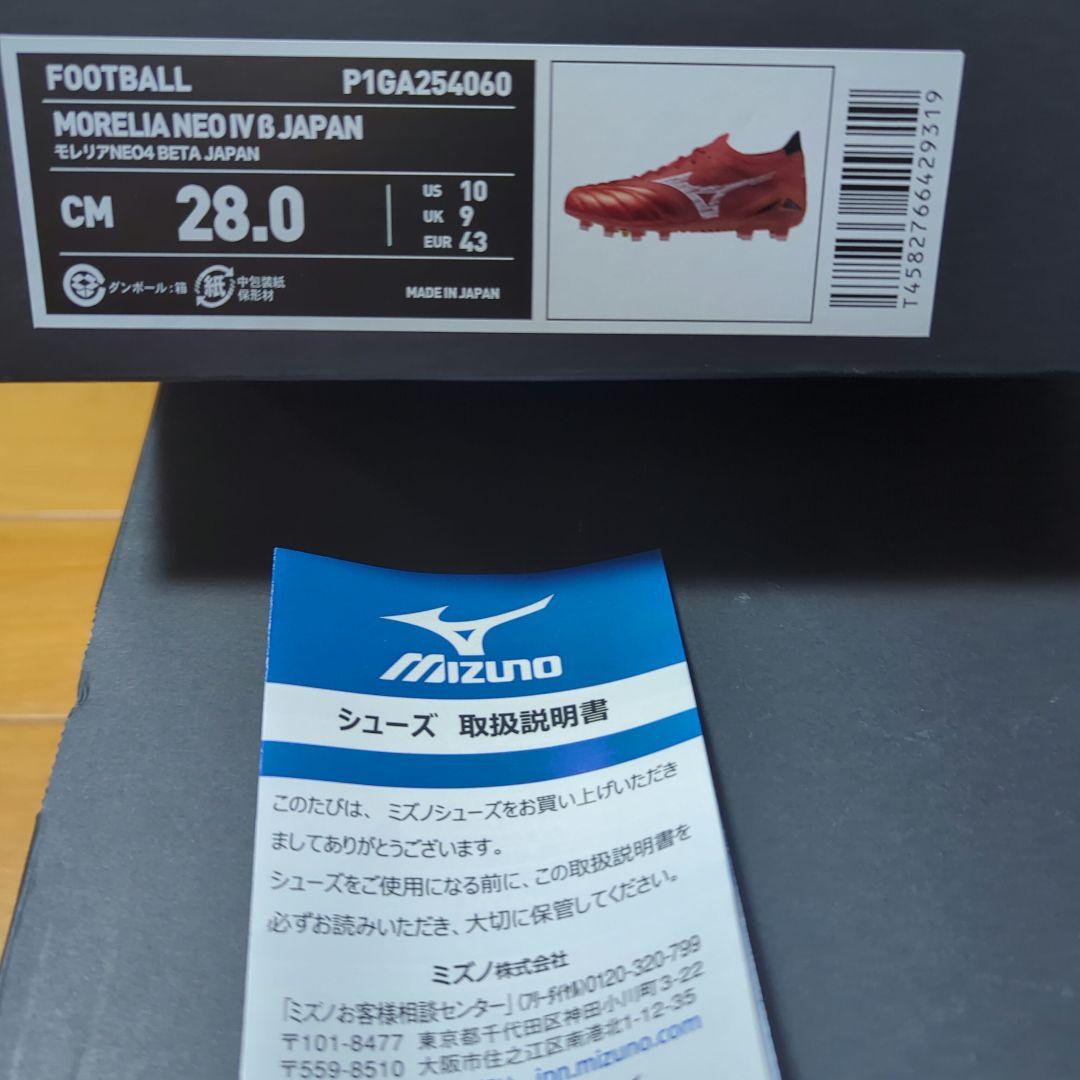 FOOTBALL P1GA254060
MORELIA NEO IV β JAPAN
モレリアNEO4 BETA JAPAN
CM 28.0
US 10
UK 9
EUR 43
ダンボール:箱
紙 中包装紙
保形材
MADE IN JAPAN
T4582766429319
MIZUNO
シューズ 取扱説明書
このたびは、ミズノシューズをお買い上げいただき
ましてありがとうございます。
シューズをご使用になる前に、この取扱説明書を
必ずお読みいただき、大切に保管してください。
ミズノ株式会社
「ミズノお客様相談センター」(フリーダイヤル)0120-320-799
〒101-8477 東京都千代田区神田小川町3-22
〒559-8510 大阪市住之江区南港北1-12-35
jpn.mizuno.com